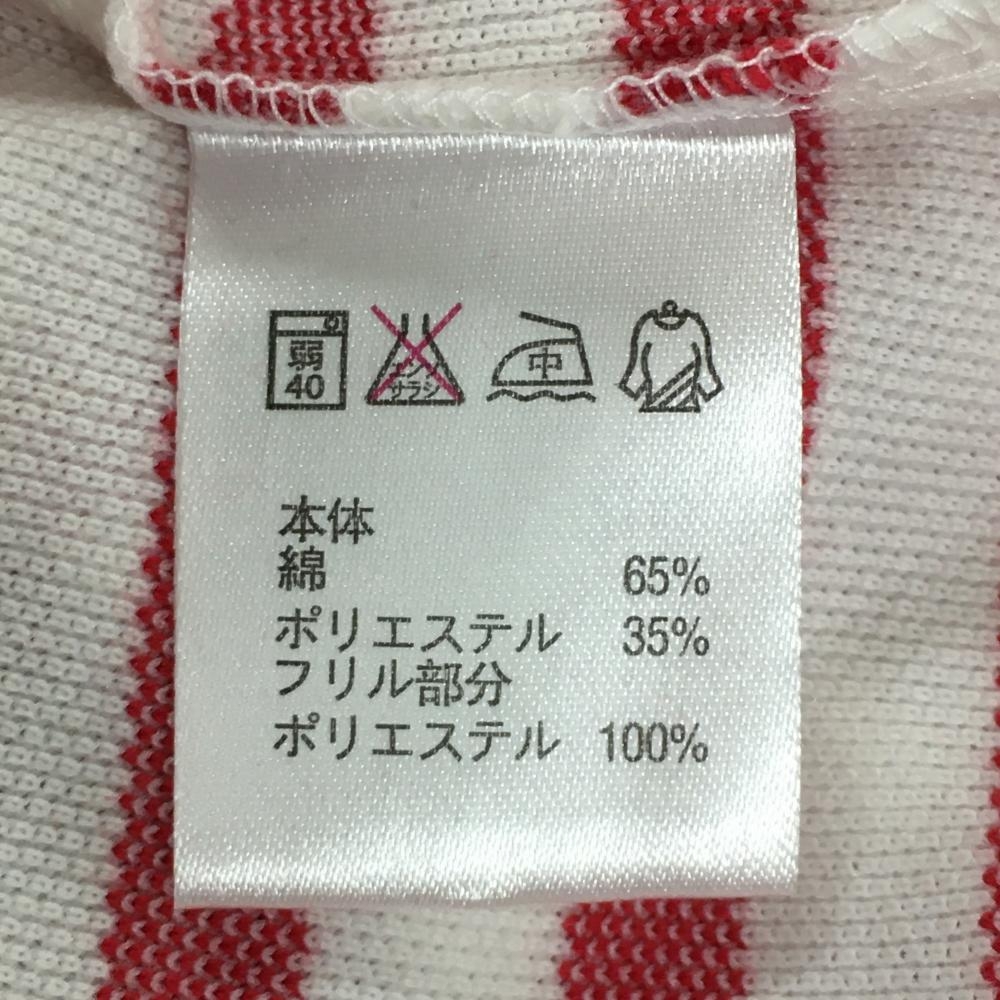 弱 エンソ 中
40 サラシ
本体
綿 65%
ポリエステル 35%
フリル部分
ポリエステル 100%